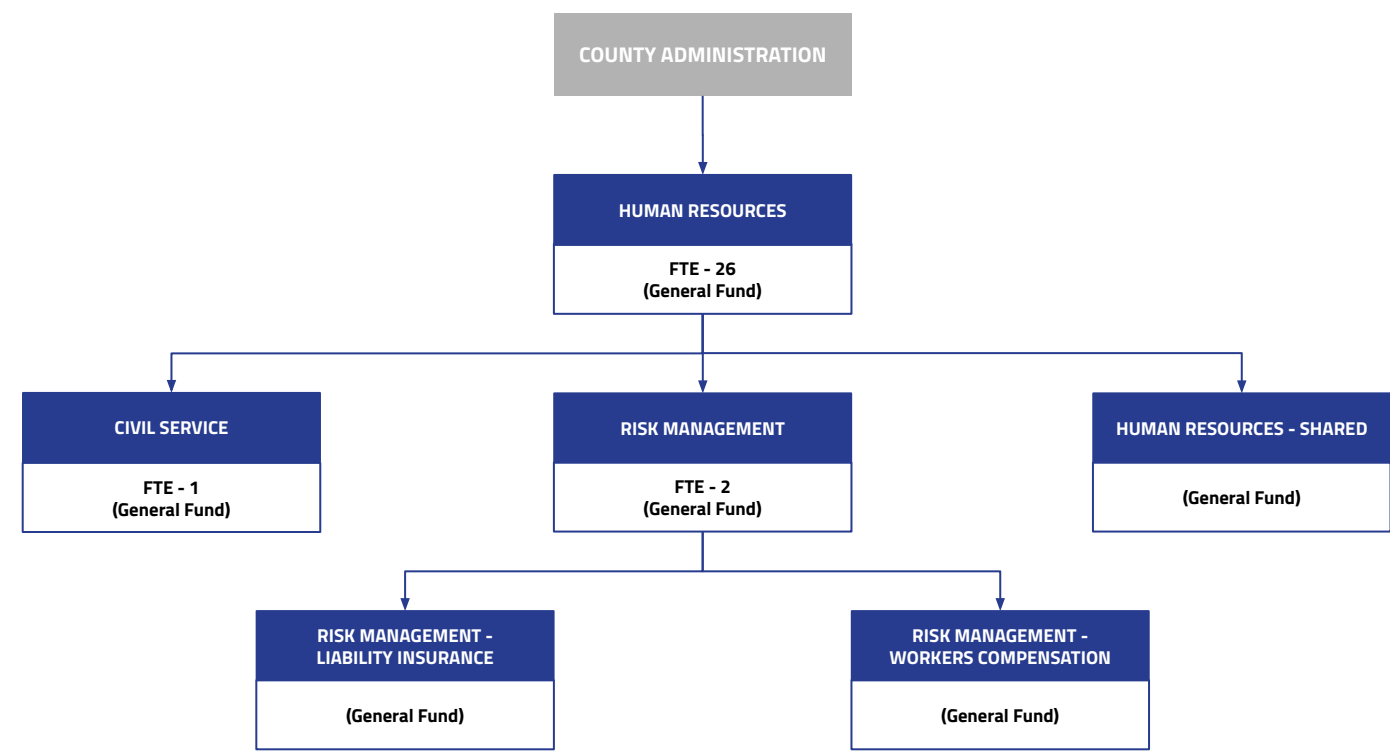 COUNTY ADMINISTRATION
HUMAN RESOURCES
FTE - 26
(General Fund)
CIVIL SERVICE
FTE - 1
(General Fund)
RISK MANAGEMENT
FTE - 2
(General Fund)
HUMAN RESOURCES - SHARED
(General Fund)
RISK MANAGEMENT -
LIABILITY INSURANCE
(General Fund)
RISK MANAGEMENT -
WORKERS COMPENSATION
(General Fund)